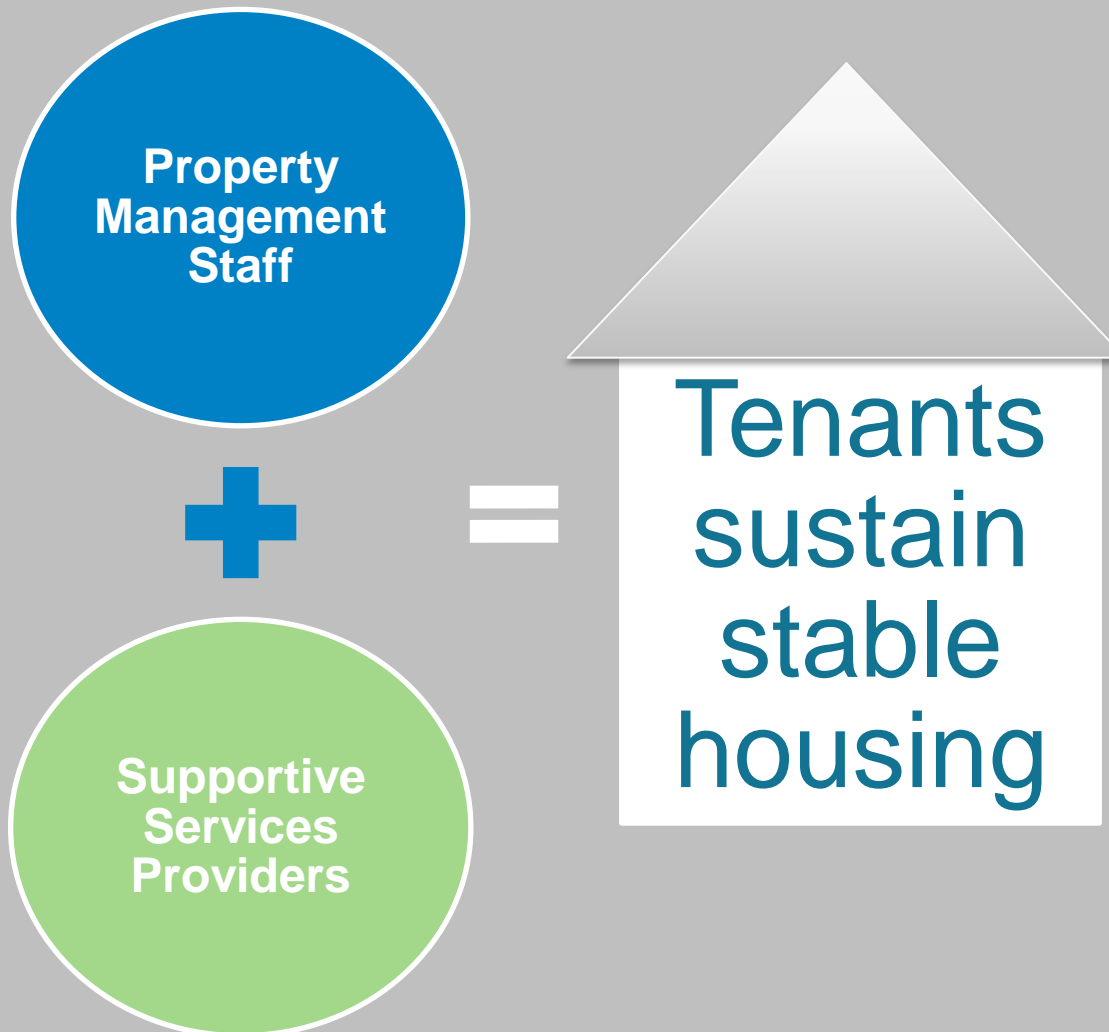 Property
Management
Staff
Supportive
Services
Providers
Tenants
sustain
stable
housing